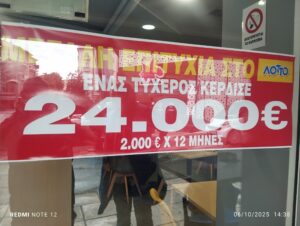 ΜΕΓΑΛΗ ΕΠΙΤΥΧΙΑ ΣΤΟ
ΛΟΤΤΟ
ΕΝΑΣ ΤΥΧΕΡΟΣ ΚΕΡΔΙΣΕ
24.000€
2.000 € Χ 12 ΜΗΝΕΣ
REDMI NOTE 12
06/10/2025 14:36